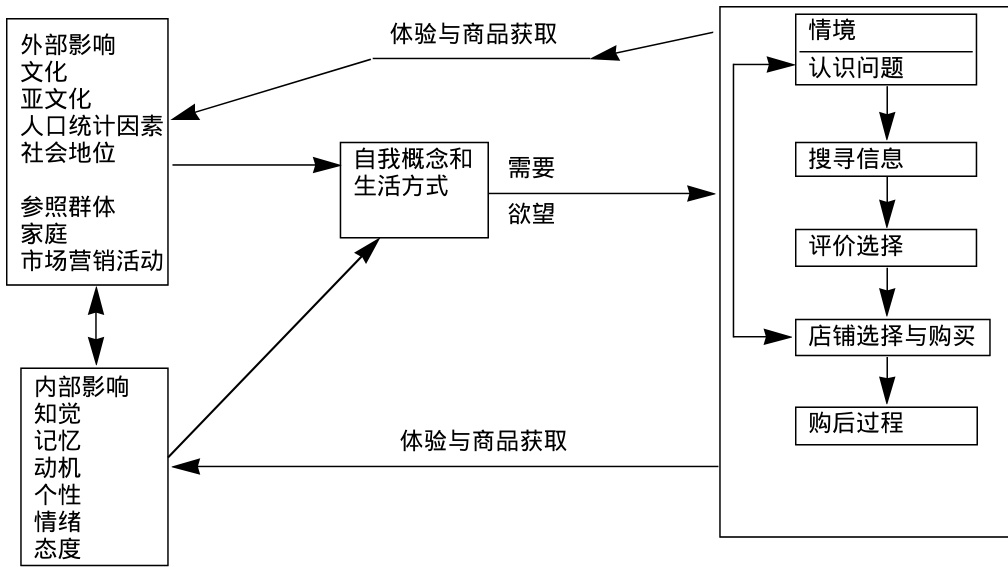 外部影响
文化
亚文化
人口统计因素
社会地位
参照群体
家庭
市场营销活动
内部影响
知觉
记忆
动机
个性
情绪
态度
体验与商品获取
自我概念和
生活方式
需要
欲望
体验与商品获取
情境
认识问题
搜寻信息
评价选择
店铺选择与购买
购后过程